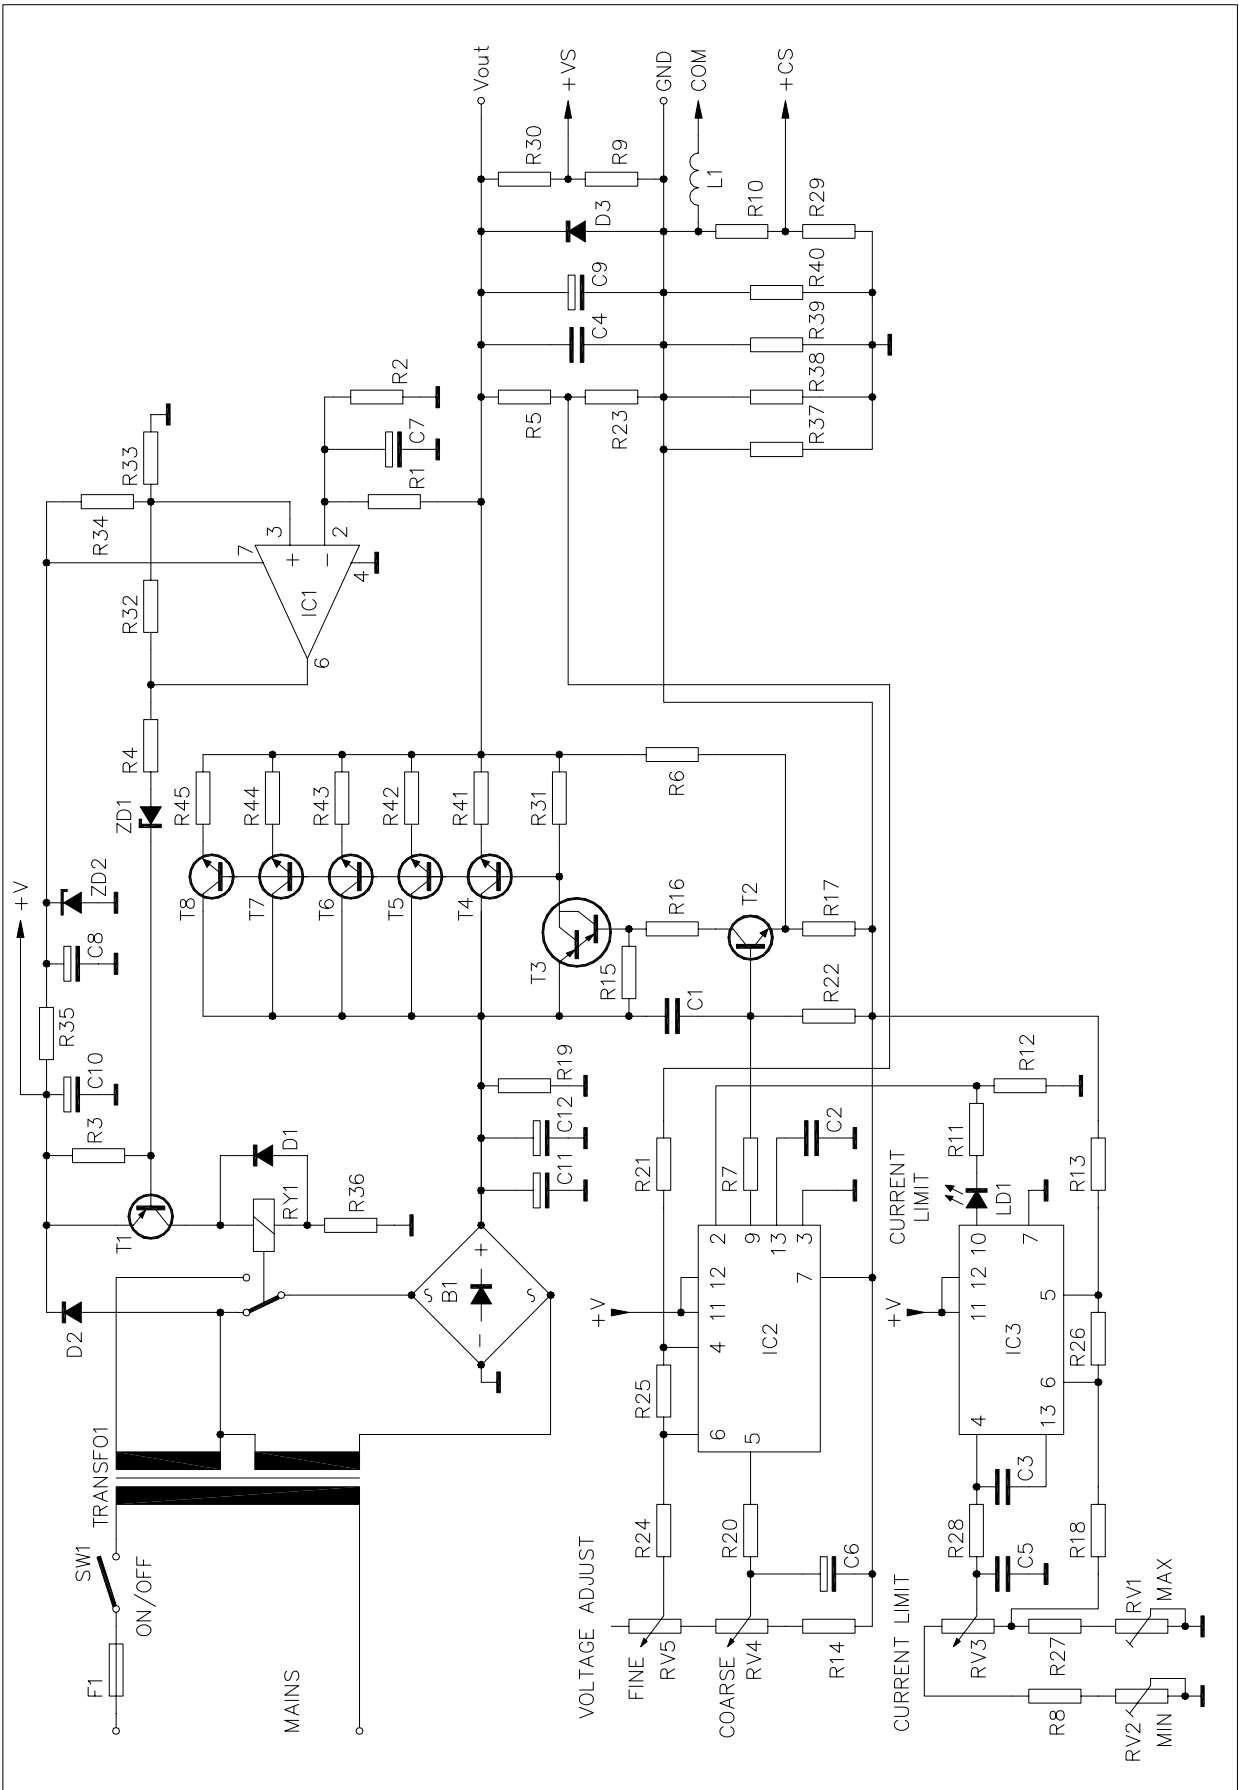 MAINS
F1
SW1
ON/OFF
TRANSFO1
D2
T1
R3
C10
R35
C8
+V
ZD2
ZD1
R4
R32
R34
R33
7
3
+
−
2
4
IC1
6
R1
C7
R2
D1
RY1
R36
B1
S
+
−
S
C11
C12
R19
T8
T7
T6
T5
T4
R45
R44
R43
R42
R41
R31
T3
R15
R16
C1
T2
R17
R22
R6
R5
R23
C4
C9
D3
R30
R9
Vout
+VS
GND
COM
+CS
L1
R10
R29
R37
R38
R39
R40
VOLTAGE ADJUST
FINE
RV5
COARSE
RV4
R14
R24
R20
C6
R25
R21
+V
6
4
11
12
2
5
IC2
9
13
7
3
R7
C2
CURRENT LIMIT
RV3
R8
R27
RV2
MIN
RV1
MAX
R28
C5
C3
R18
+V
4
11
12
10
IC3
13
6
5
7
R26
CURRENT
LIMIT
LD1
R11
R12
R13